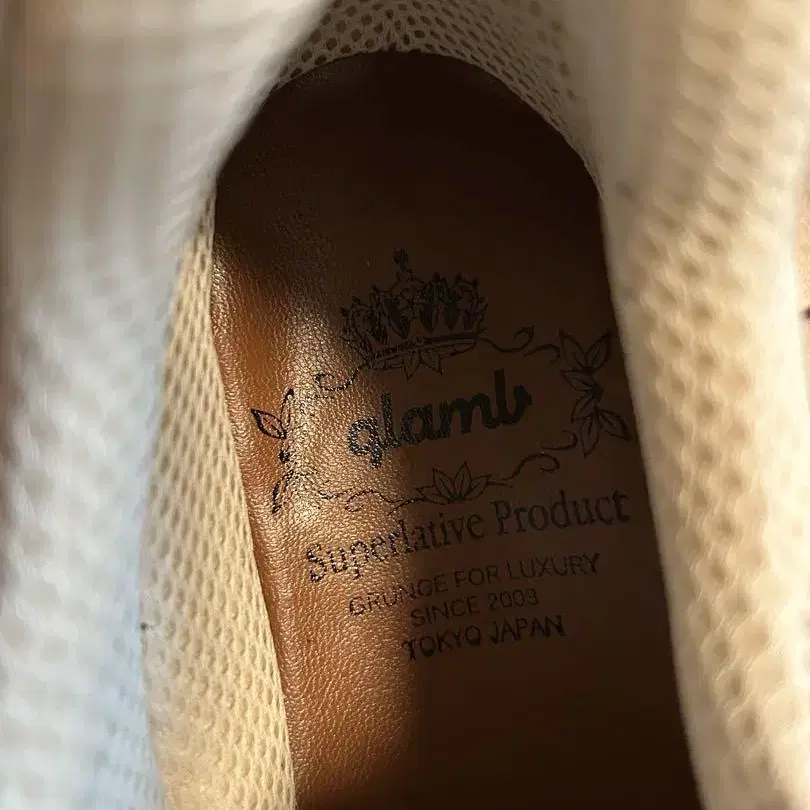 glamb
Superlative Product
GRUNGE FOR LUXURY
SINCE 2003
TOKYO JAPAN